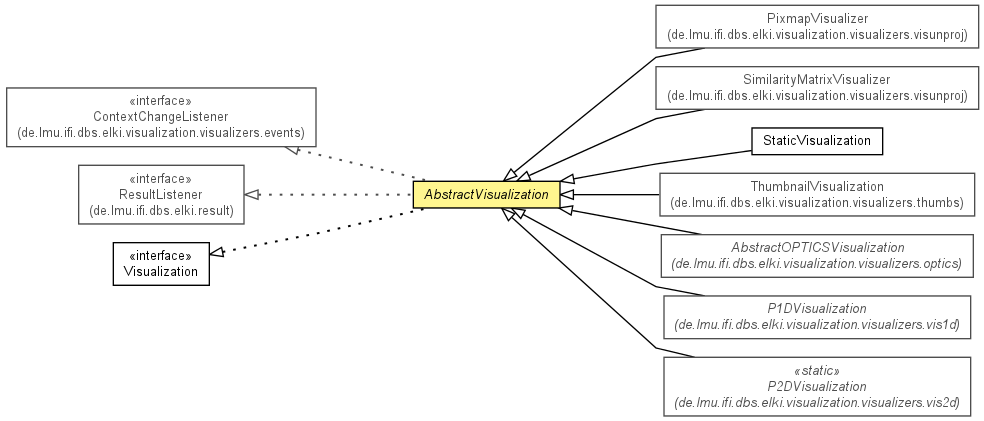 «interface»
ContextChangeListener
(de.lmu.ifi.dbs.elki.visualization.visualizers.events)
«interface»
ResultListener
(de.lmu.ifi.dbs.elki.result)
«interface»
Visualization
AbstractVisualization
PixmapVisualizer
(de.lmu.ifi.dbs.elki.visualization.visualizers.visunproj)
SimilarityMatrixVisualizer
(de.lmu.ifi.dbs.elki.visualization.visualizers.visunproj)
StaticVisualization
ThumbnailVisualization
(de.lmu.ifi.dbs.elki.visualization.visualizers.thumbs)
AbstractOPTICSVisualization
(de.lmu.ifi.dbs.elki.visualization.visualizers.optics)
P1DVisualization
(de.lmu.ifi.dbs.elki.visualization.visualizers.vis1d)
«static»
P2DVisualization
(de.lmu.ifi.dbs.elki.visualization.visualizers.vis2d)